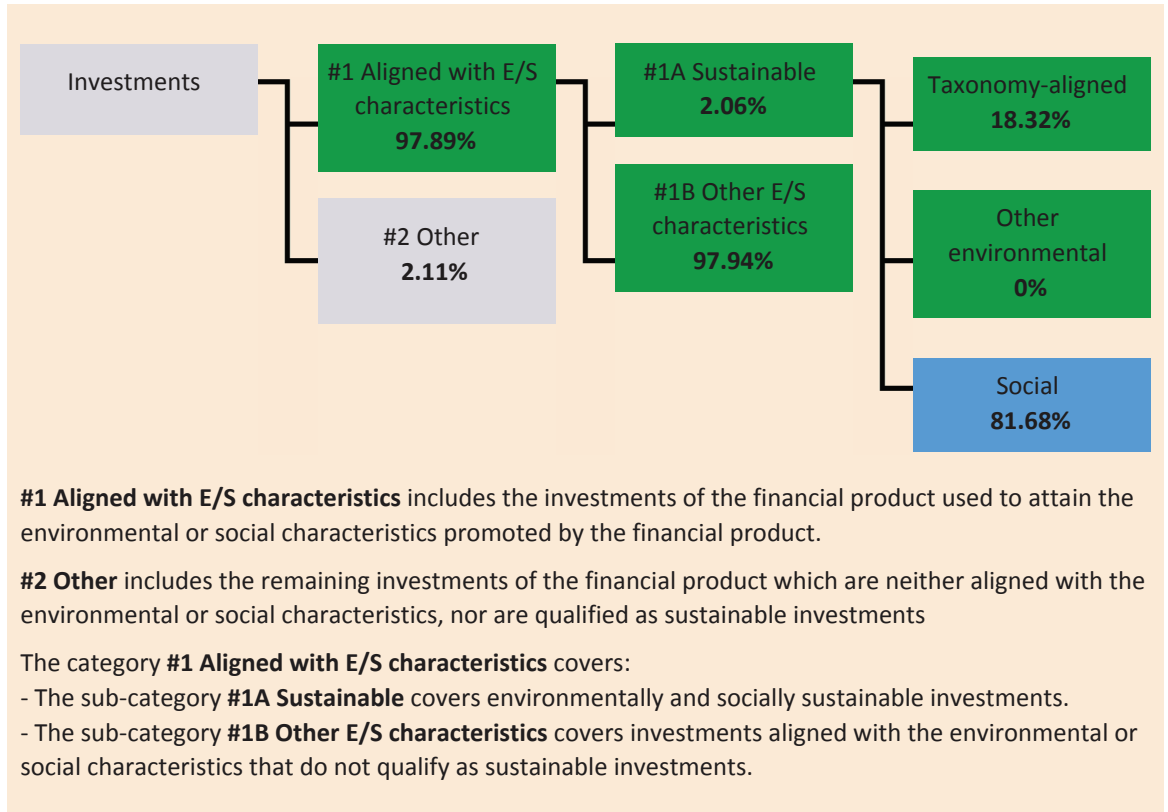 Investments
#1 Aligned with E/S
characteristics
97.89%
#2 Other
2.11%
#1A Sustainable
2.06%
#1B Other E/S
characteristics
97.94%
Taxonomy-aligned
18.32%
Other
environmental
0%
Social
81.68%
#1 Aligned with E/S characteristics includes the investments of the financial product used to attain the
environmental or social characteristics promoted by the financial product.
#2 Other includes the remaining investments of the financial product which are neither aligned with the
environmental or social characteristics, nor are qualified as sustainable investments
The category #1 Aligned with E/S characteristics covers:
- The sub-category #1A Sustainable covers environmentally and socially sustainable investments.
- The sub-category #1B Other E/S characteristics covers investments aligned with the environmental or
social characteristics that do not qualify as sustainable investments.